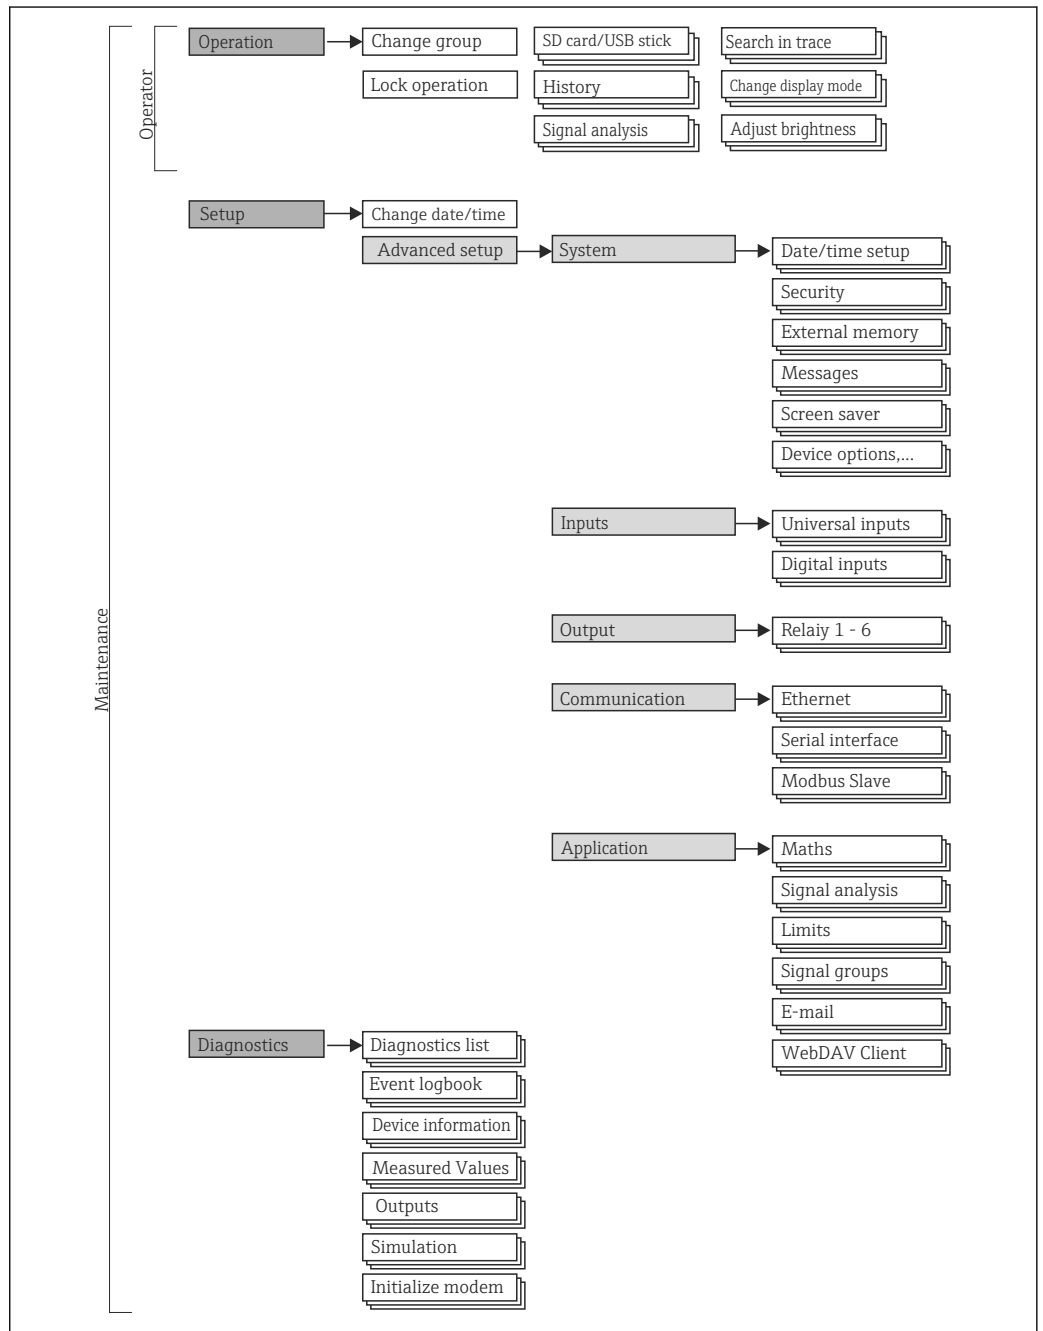 Operator
Maintenance
Operation
Change group
SD card/USB stick
Search in trace
Lock operation
History
Change display mode
Signal analysis
Adjust brightness
Setup
Change date/time
Advanced setup
System
Date/time setup
Security
External memory
Messages
Screen saver
Device options,...
Inputs
Universal inputs
Digital inputs
Output
Relaiy 1 - 6
Communication
Ethernet
Serial interface
Modbus Slave
Application
Maths
Signal analysis
Limits
Signal groups
E-mail
WebDAV Client
Diagnostics
Diagnostics list
Event logbook
Device information
Measured Values
Outputs
Simulation
Initialize modem